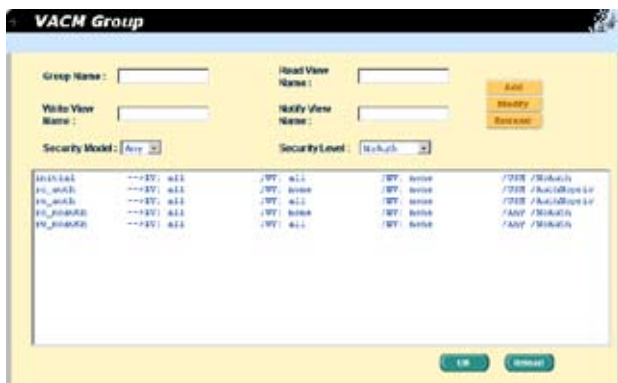 VACM Group
Group Name :
Read View Name :
Add
Write View Name :
Notify View Name :
Modify
Remove
Security Model : Any
Security Level : NoAuth
initial --->RV: all /WV: all /NV: none /USM /NoAuth
ro_auth --->RV: all /WV: none /NV: none /USM /AuthNopriv
rw_auth --->RV: all /WV: all /NV: none /USM /AuthNopriv
ro_noauth --->RV: all /WV: none /NV: none /Any /NoAuth
rw_noauth --->RV: all /WV: all /NV: none /Any /NoAuth
OK
Reload